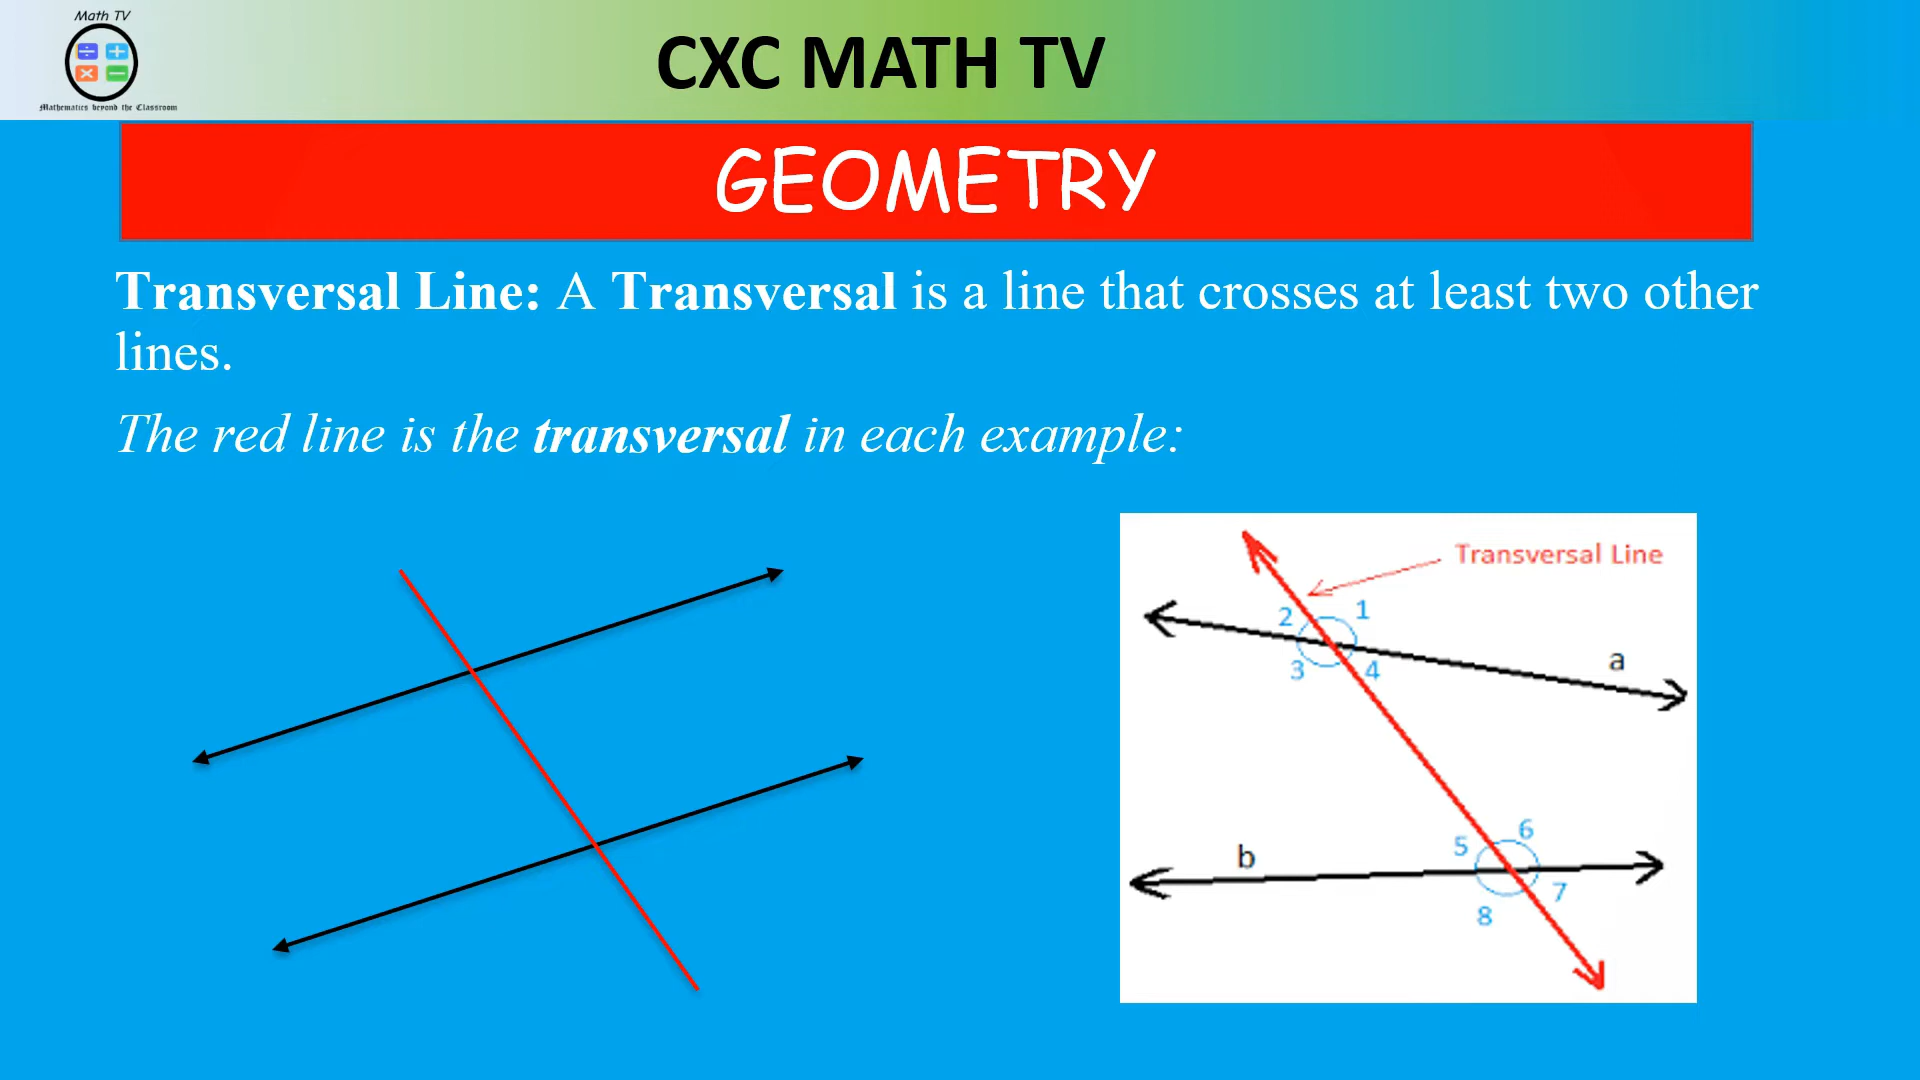 Math TV
Mathematics beyond the Classroom
CXC MATH TV
GEOMETRY
Transversal Line: A Transversal is a line that crosses at least two other
lines.
The red line is the transversal in each example:
Transversal Line
2 1
3 4
a
b
5 6
8 7